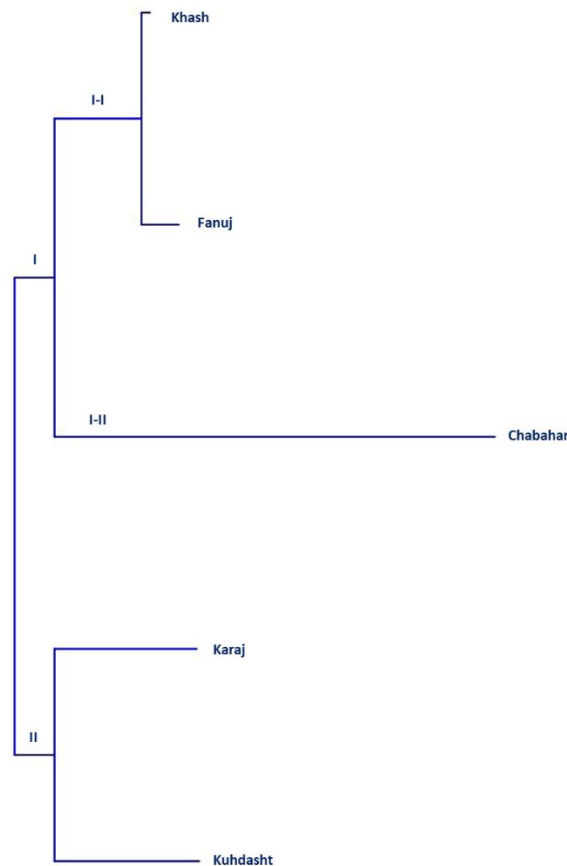 Khash
I-I
Fanuj
I
I-II
Chabahar
Karaj
II
Kuhdasht